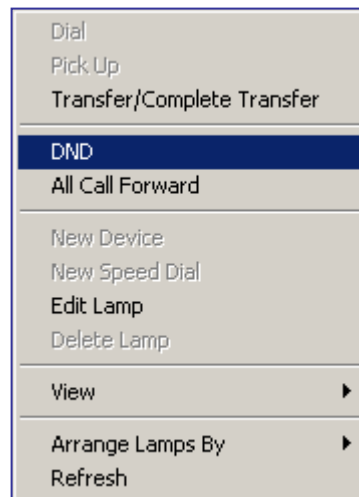 Dial
Pick Up
Transfer/Complete Transfer
DND
All Call Forward
New Device
New Speed Dial
Edit Lamp
Delete Lamp
View
Arrange Lamps By
Refresh